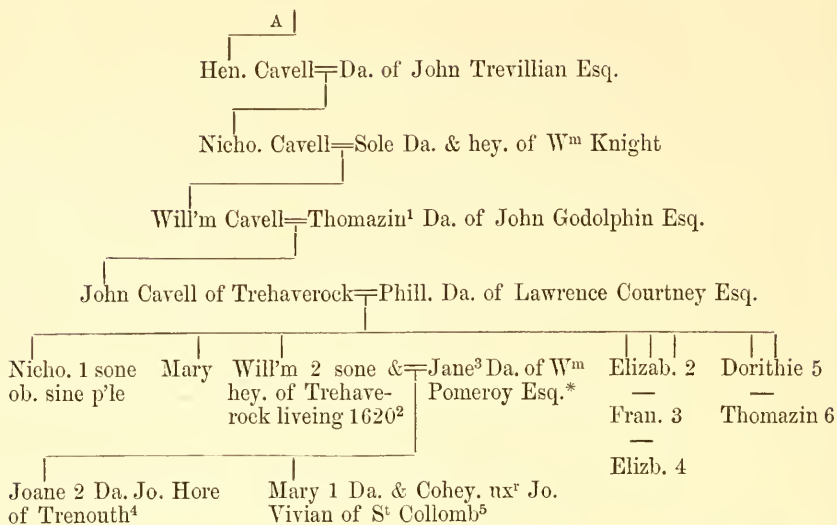 A
Hen. Cavell=Da. of John Trevillian Esq.
Nicho. Cavell=Sole Da. & hey. of Wᵐ Knight
Will'm Cavell=Thomazin¹ Da. of John Godolphin Esq.
John Cavell of Trehaverock=Phill. Da. of Lawrence Courtney Esq.
Nicho. 1 sone
ob. sine p'le
Mary
Will'm 2 sone &
hey. of Trehave-
rock liveing 1620²
=Jane³ Da. of Wᵐ
Pomeroy Esq.*
Elizab. 2
—
Fran. 3
—
Elizb. 4
Dorithie 5
—
Thomazin 6
Joane 2 Da. Jo. Hore
of Trenouth⁴
Mary 1 Da. & Cohey. uxʳ Jo.
Vivian of Sᵗ Collomb⁵